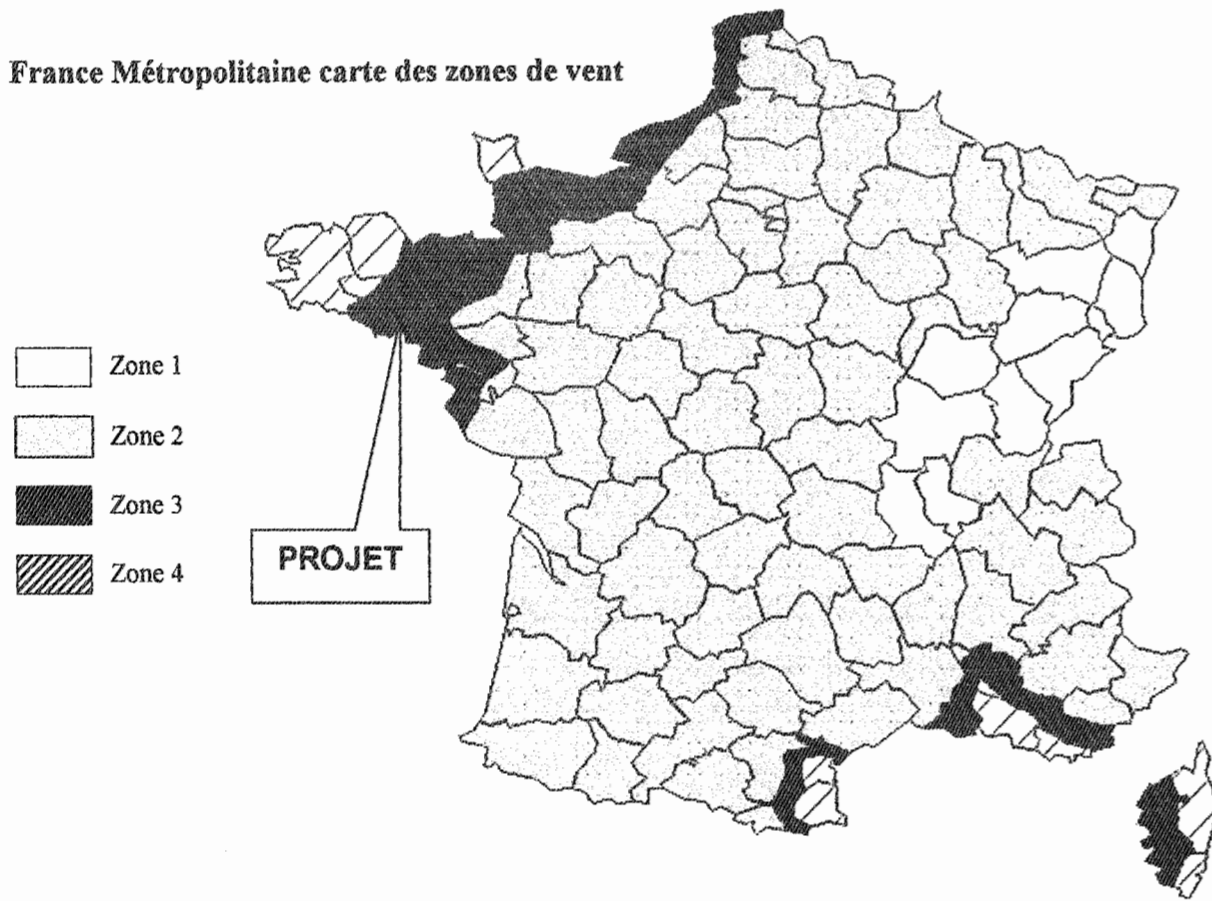 France Métropolitaine carte des zones de vent
Zone 1
Zone 2
Zone 3
Zone 4
PROJET